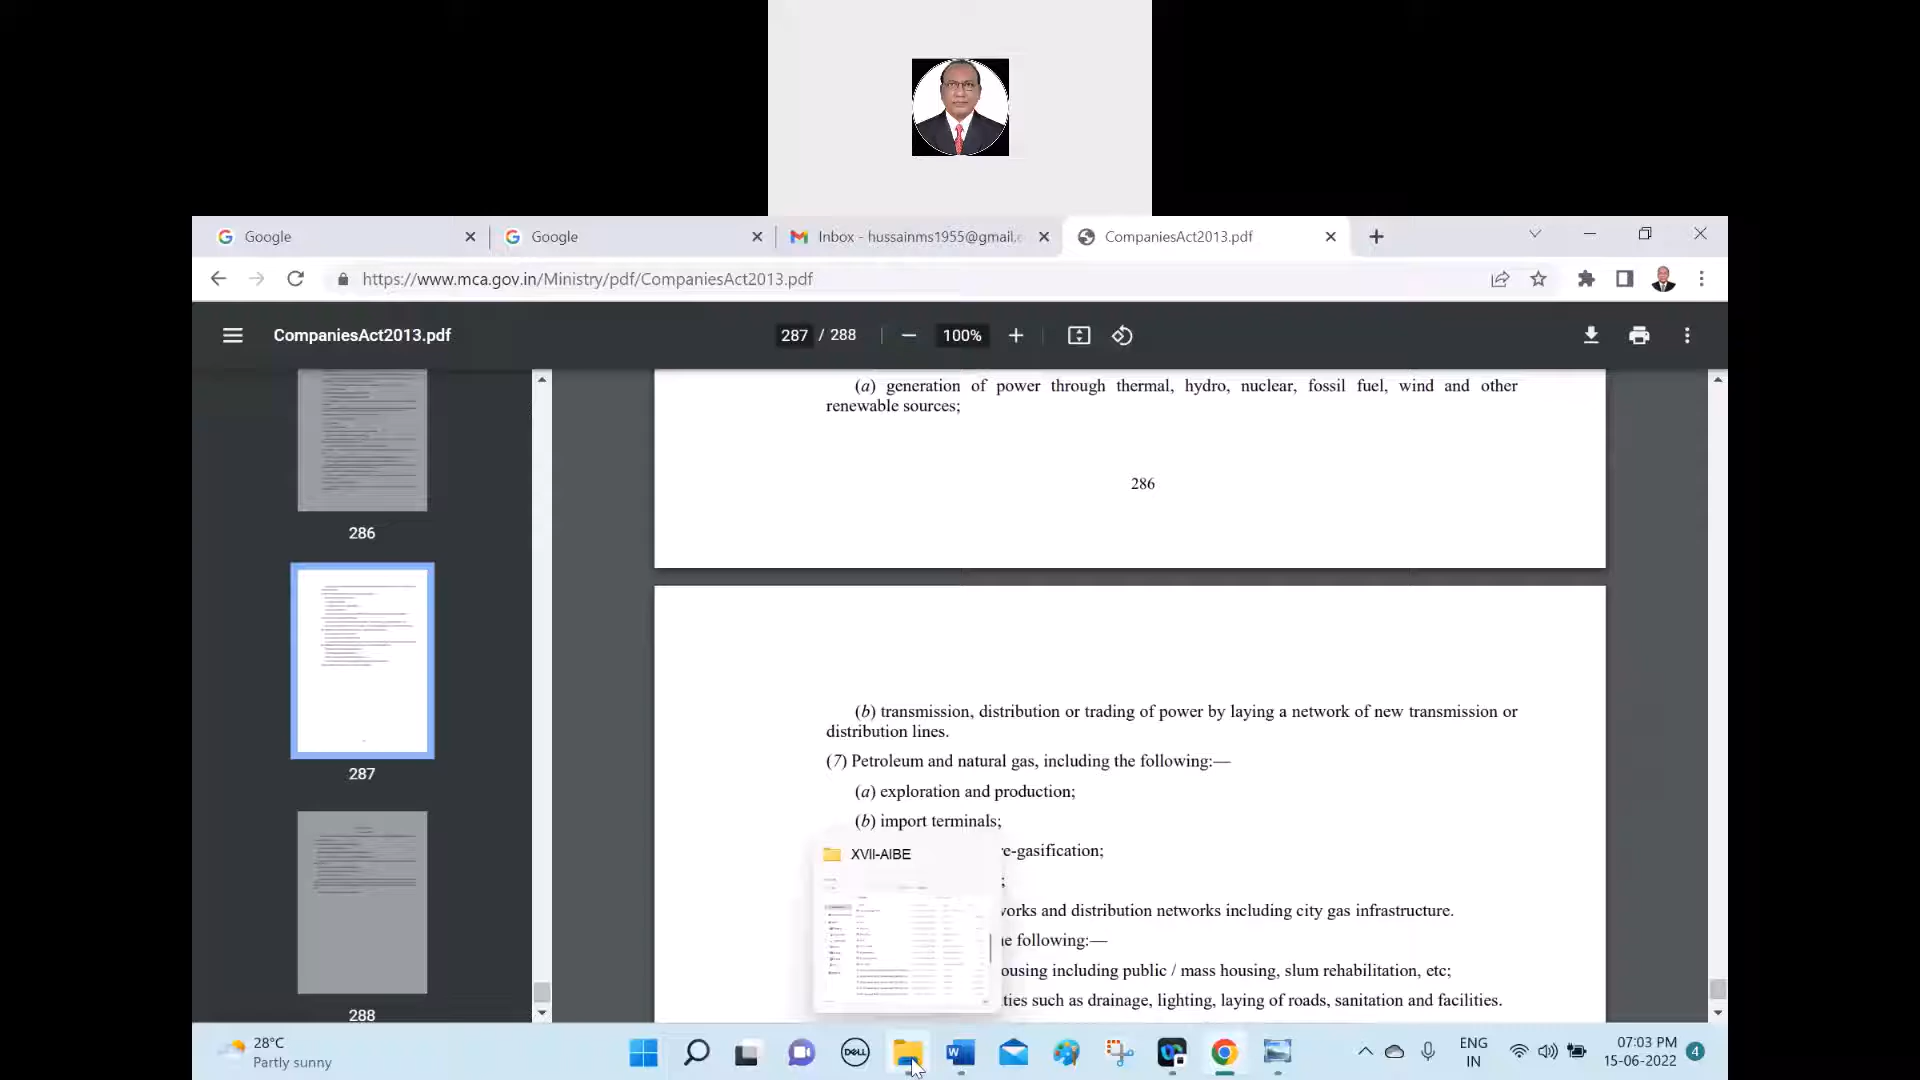 Google
Google
Inbox - hussainms1955@gmail.c
CompaniesAct2013.pdf
https://www.mca.gov.in/Ministry/pdf/CompaniesAct2013.pdf
CompaniesAct2013.pdf
287 / 288
100%
286
287
288
(a) generation of power through thermal, hydro, nuclear, fossil fuel, wind and other
renewable sources;
286
(b) transmission, distribution or trading of power by laying a network of new transmission or
distribution lines.
(7) Petroleum and natural gas, including the following:—
(a) exploration and production;
(b) import terminals;
XVII-AIBE
e-gasification;
;
vorks and distribution networks including city gas infrastructure.
e following:—
ousing including public / mass housing, slum rehabilitation, etc;
ties such as drainage, lighting, laying of roads, sanitation and facilities.
28°C
Partly sunny
DELL
ENG
IN
07:03 PM
15-06-2022
4